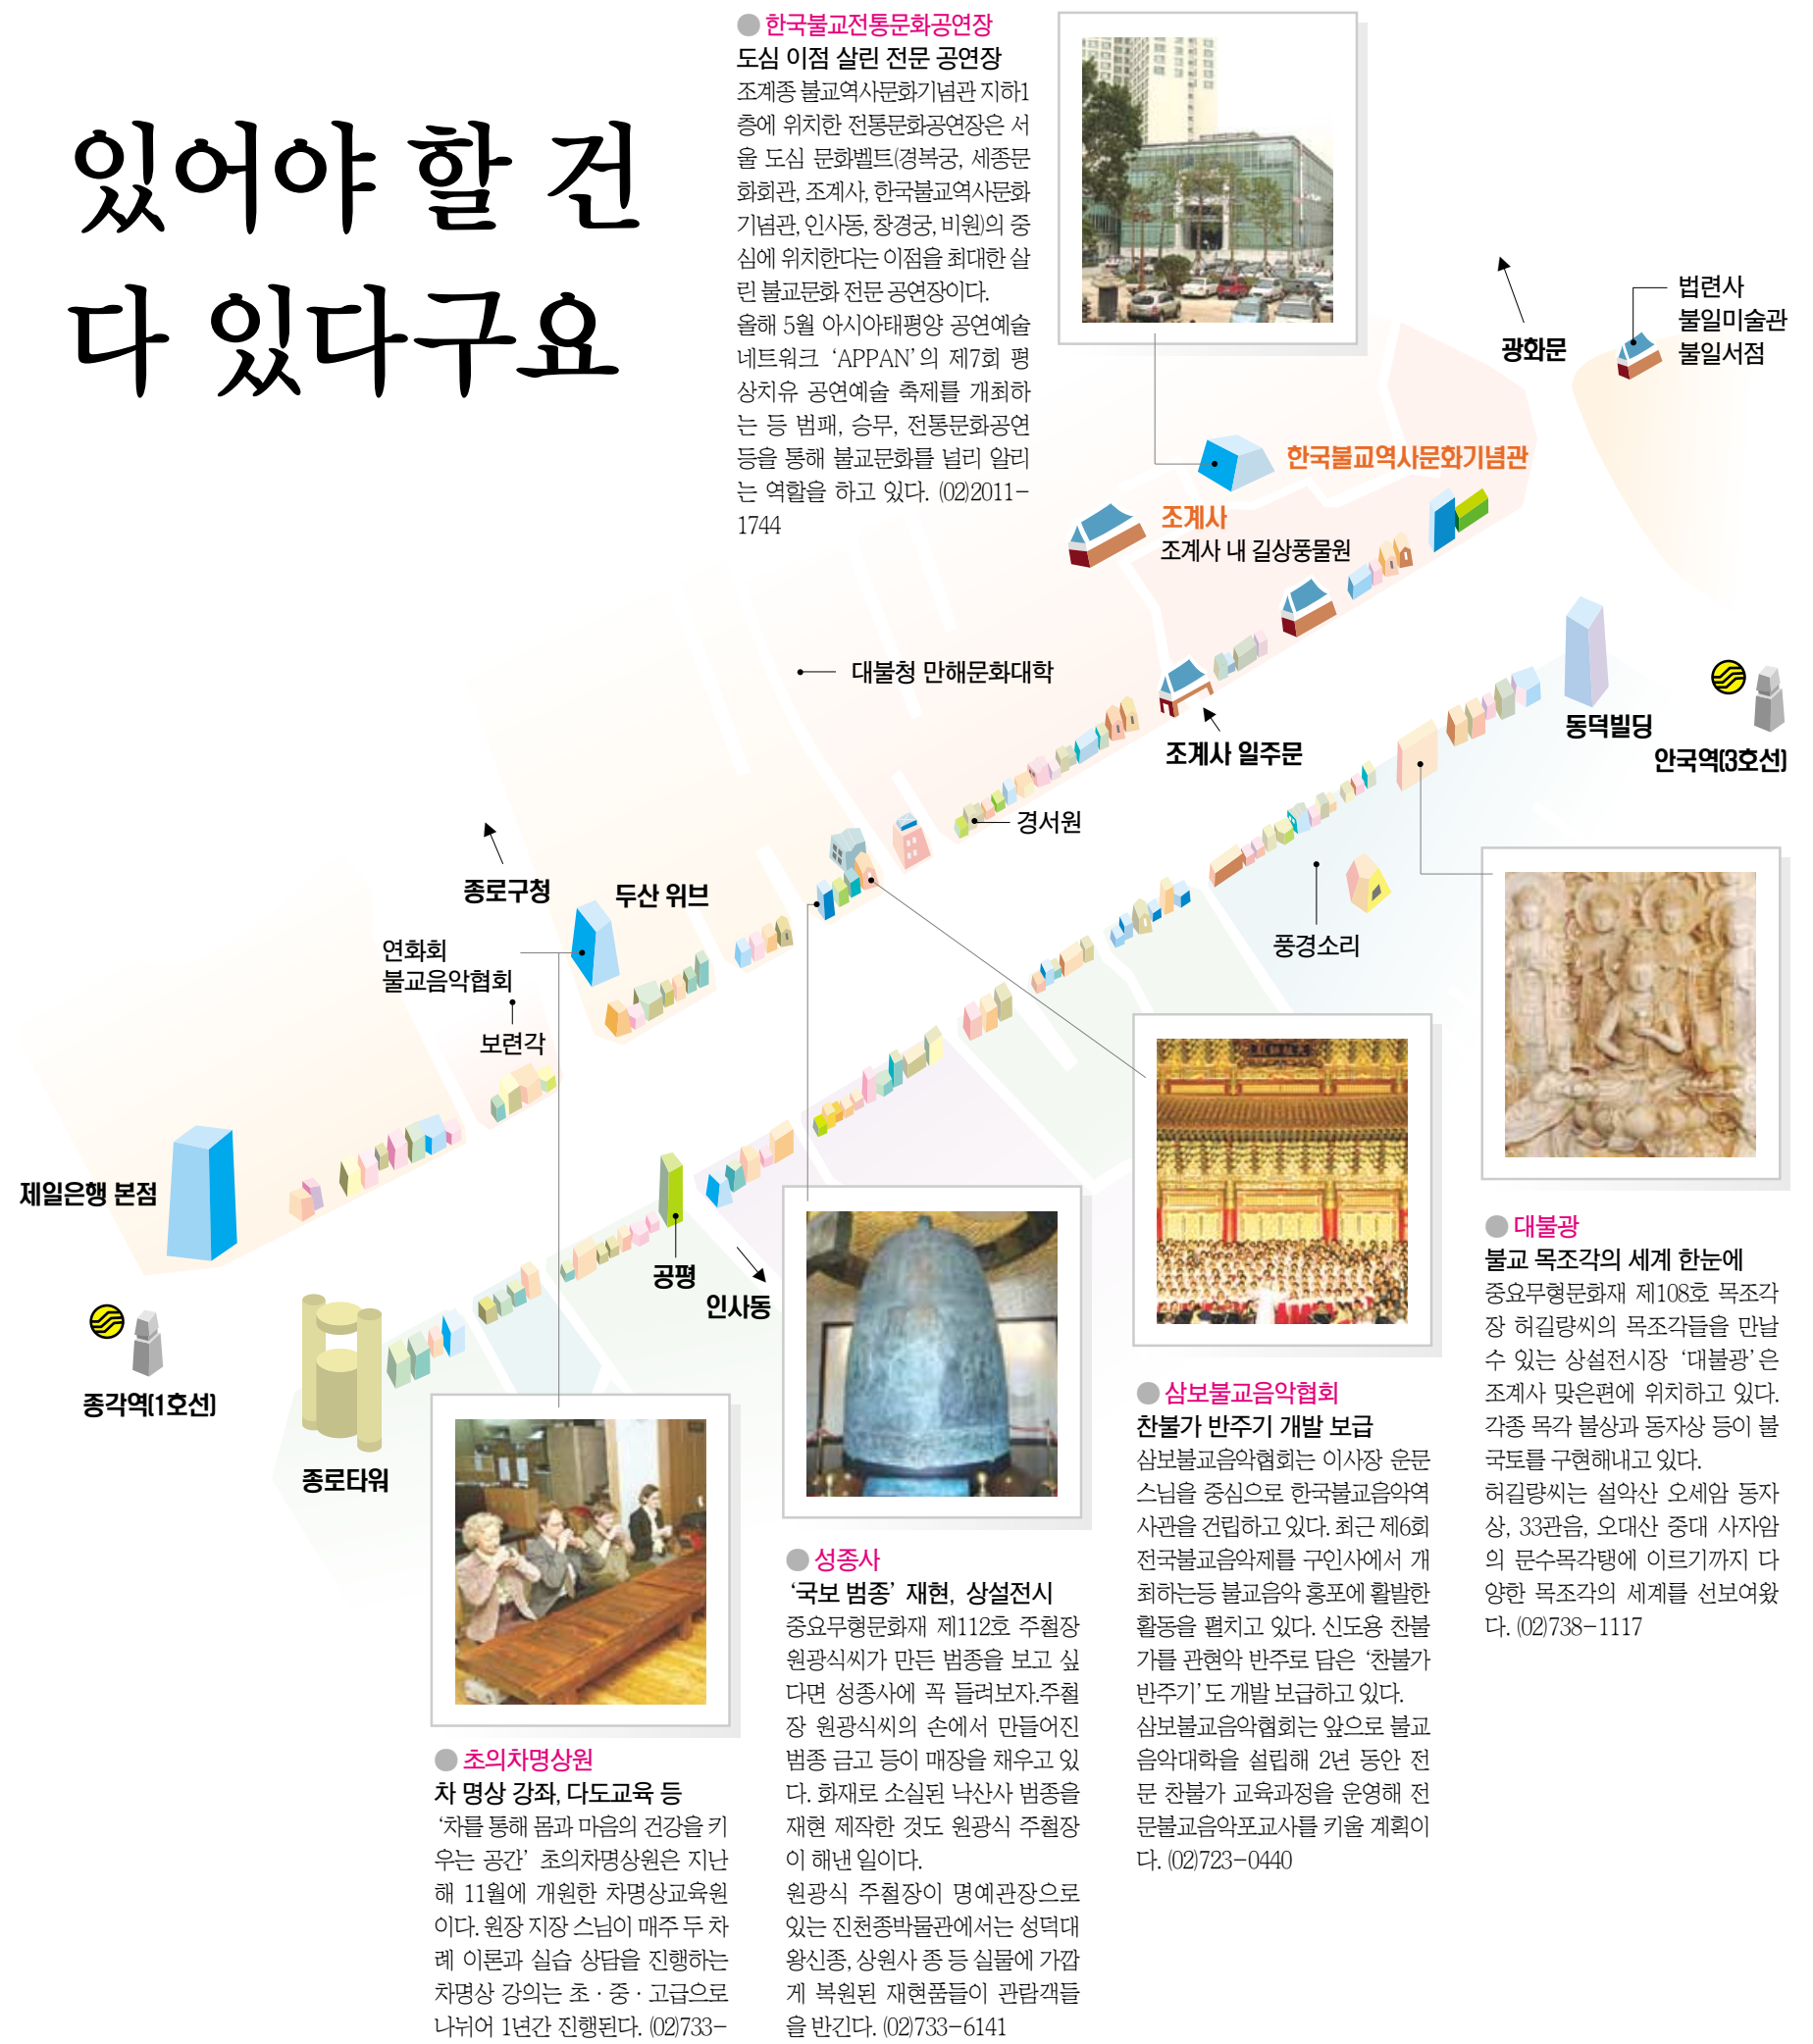 있어야 할 건
다 있다구요
한국불교전통문화공연장
도심 이점 살린 전문 공연장
조계종 불교역사문화기념관 지하1
층에 위치한 전통문화공연장은 서
울 도심 문화벨트(경복궁, 세종문
화회관, 조계사, 한국불교역사문화
기념관, 인사동, 창경궁, 비원)의 중
심에 위치한다는 이점을 최대한 살
린 불교문화 전문 공연장이다.
올해 5월 아시아태평양 공연예술
네트워크 ‘APPAN’의 제7회 평
상치유 공연예술 축제를 개최하
는 등 범패, 승무, 전통문화공연
등을 통해 불교문화를 널리 알리
는 역할을 하고 있다. (02)2011-
1744
광화문
법련사
불일미술관
불일서점
한국불교역사문화기념관
조계사
조계사 내 길상풍물원
대불청 만해문화대학
조계사 일주문
동덕빌딩
안국역(3호선)
경서원
종로구청
두산 위브
연화회
불교음악협회
보련각
풍경소리
제일은행 본점
공평
인사동
종각역(1호선)
종로타워
대불광
불교 목조각의 세계 한눈에
중요무형문화재 제108호 목조각
장 허길량씨의 목조각들을 만날
수 있는 상설전시장 ‘대불광’은
조계사 맞은편에 위치하고 있다.
각종 목각 불상과 동자상 등이 불
국토를 구현해내고 있다.
허길량씨는 설악산 오세암 동자
상, 33관음, 오대산 중대 사자암
의 문수목각탱에 이르기까지 다
양한 목조각의 세계를 선보여왔
다. (02)738-1117
삼보불교음악협회
찬불가 반주기 개발 보급
삼보불교음악협회는 이사장 운문
스님을 중심으로 한국불교음악역
사관을 건립하고 있다. 최근 제6회
전국불교음악제를 구인사에서 개
최하는등 불교음악 홍포에 활발한
활동을 펼치고 있다. 신도용 찬불
가를 관현악 반주로 담은 ‘찬불가
반주기’도 개발 보급하고 있다.
삼보불교음악협회는 앞으로 불교
음악대학을 설립해 2년 동안 전
문 찬불가 교육과정을 운영해 전
문불교음악포교사를 키울 계획이
다. (02)723-0440
성종사
‘국보 범종’ 재현, 상설전시
중요무형문화재 제112호 주철장
원광식씨가 만든 범종을 보고 싶
다면 성종사에 꼭 들려보자.주철
장 원광식씨의 손에서 만들어진
범종 금고 등이 매장을 채우고 있
다. 화재로 소실된 낙산사 범종을
재현 제작한 것도 원광식 주철장
이 해낸 일이다.
원광식 주철장이 명예관장으로
있는 진천종박물관에서는 성덕대
왕신종, 상원사 종 등 실물에 가깝
게 복원된 재현품들이 관람객들
을 반긴다. (02)733-6141
초의차명상원
차 명상 강좌, 다도교육 등
‘차를 통해 몸과 마음의 건강을 키
우는 공간’ 초의차명상원은 지난
해 11월에 개원한 차명상교육원
이다. 원장 지장 스님이 매주 두 차
례 이론과 실습 상담을 진행하는
차명상 강의는 초·중·고급으로
나뉘어 1년간 진행된다. (02)733-